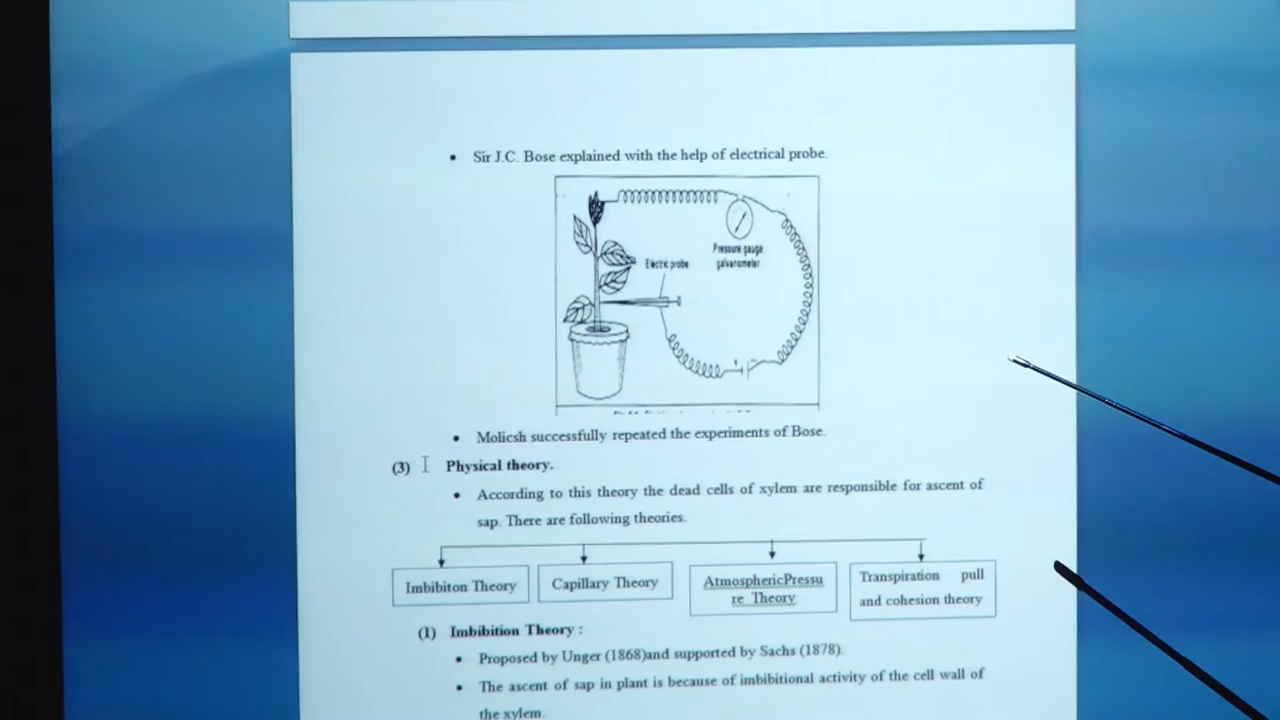 • Sir J.C. Bose explained with the help of electrical probe.
Pressure gauge
galvanometer
Electric probe
• Molicsh successfully repeated the experiments of Bose.
(3) Physical theory.
• According to this theory the dead cells of xylem are responsible for ascent of
sap. There are following theories.
Imbibiton Theory
Capillary Theory
AtmosphericPressu
re Theory
Transpiration pull
and cohesion theory
(1) Imbibition Theory :
• Proposed by Unger (1868)and supported by Sachs (1878).
• The ascent of sap in plant is because of imbibitional activity of the cell wall of
the xylem.